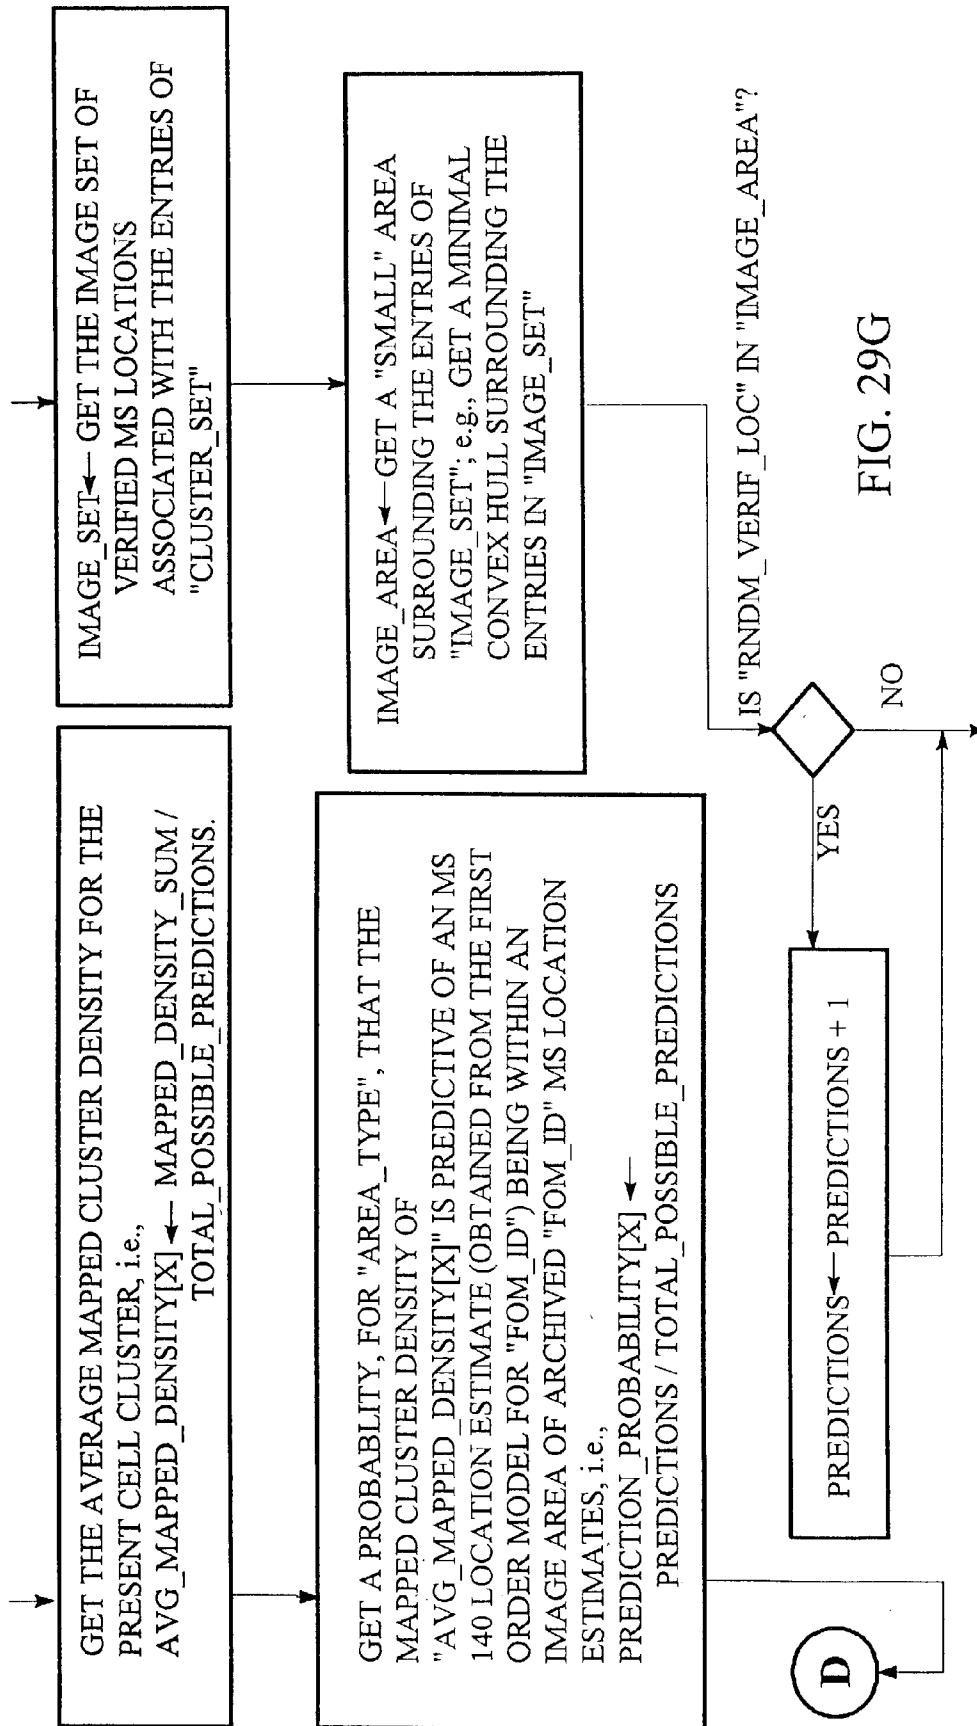 GET THE AVERAGE MAPPED CLUSTER DENSITY FOR THE
PRESENT CELL CLUSTER, i.e.,
AVG_MAPPED_DENSITY[X] ← MAPPED_DENSITY_SUM /
TOTAL_POSSIBLE_PREDICTIONS.
GET A PROBABLITY, FOR "AREA_TYPE", THAT THE
MAPPED CLUSTER DENSITY OF
"AVG_MAPPED_DENSITY[X]" IS PREDICTIVE OF AN MS
140 LOCATION ESTIMATE (OBTAINED FROM THE FIRST
ORDER MODEL FOR "FOM_ID") BEING WITHIN AN
IMAGE AREA OF ARCHIVED "FOM_ID" MS LOCATION
ESTIMATES, i.e.,
PREDICTION_PROBABILITY[X] ←
PREDICTIONS / TOTAL_POSSIBLE_PREDICTIONS
D
IMAGE_SET ← GET THE IMAGE SET OF
VERIFIED MS LOCATIONS
ASSOCIATED WITH THE ENTRIES OF
"CLUSTER_SET"
IMAGE_AREA ← GET A "SMALL" AREA
SURROUNDING THE ENTRIES OF
"IMAGE_SET"; e.g., GET A MINIMAL
CONVEX HULL SURROUNDING THE
ENTRIES IN "IMAGE_SET"
IS "RNDM_VERIF_LOC" IN "IMAGE_AREA"?
YES
NO
PREDICTIONS ← PREDICTIONS + 1
FIG. 29G